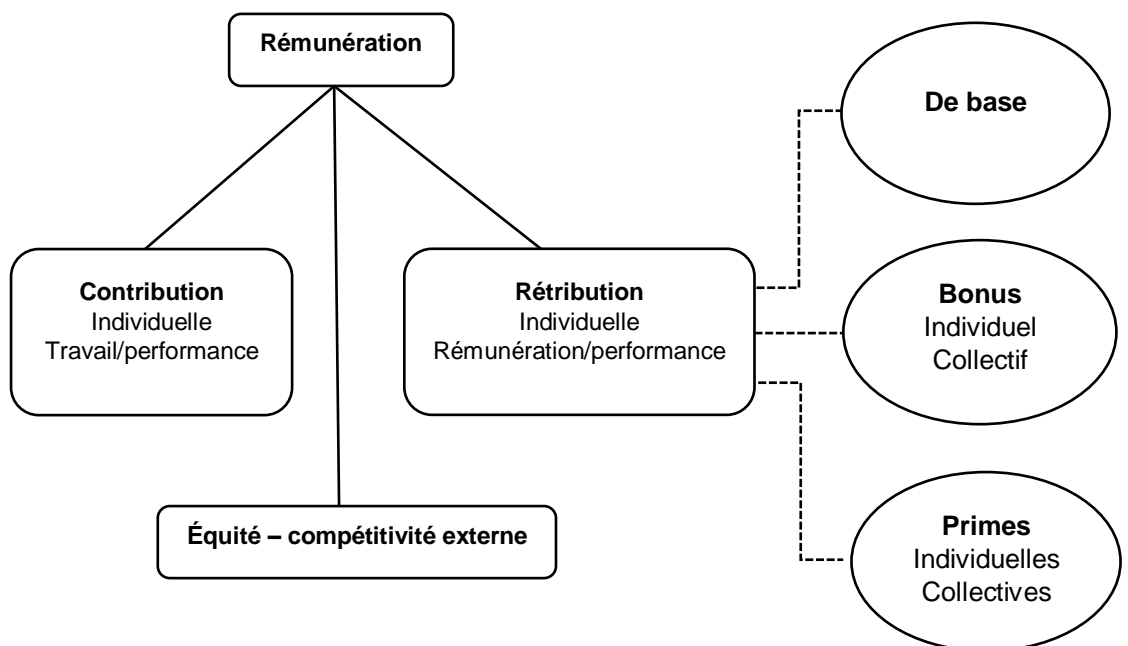 Rémunération
De base
Contribution
Individuelle
Travail/performance
Rétribution
Individuelle
Rémunération/performance
Bonus
Individuel
Collectif
Équité – compétitivité externe
Primes
Individuelles
Collectives